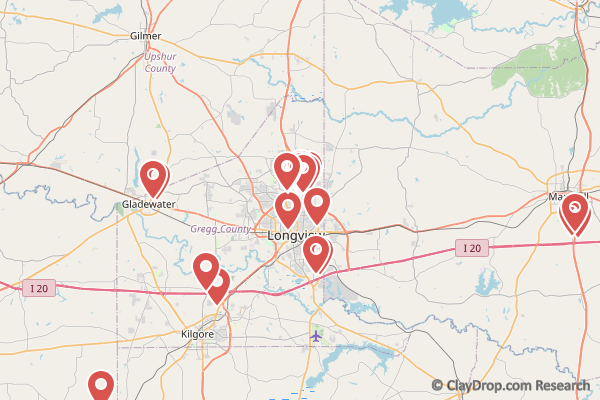 Gilmer
Upshur
County
Gladewater
Gregg County
Longview
I 20
I 20
Kilgore
© ClayDrop.com Research